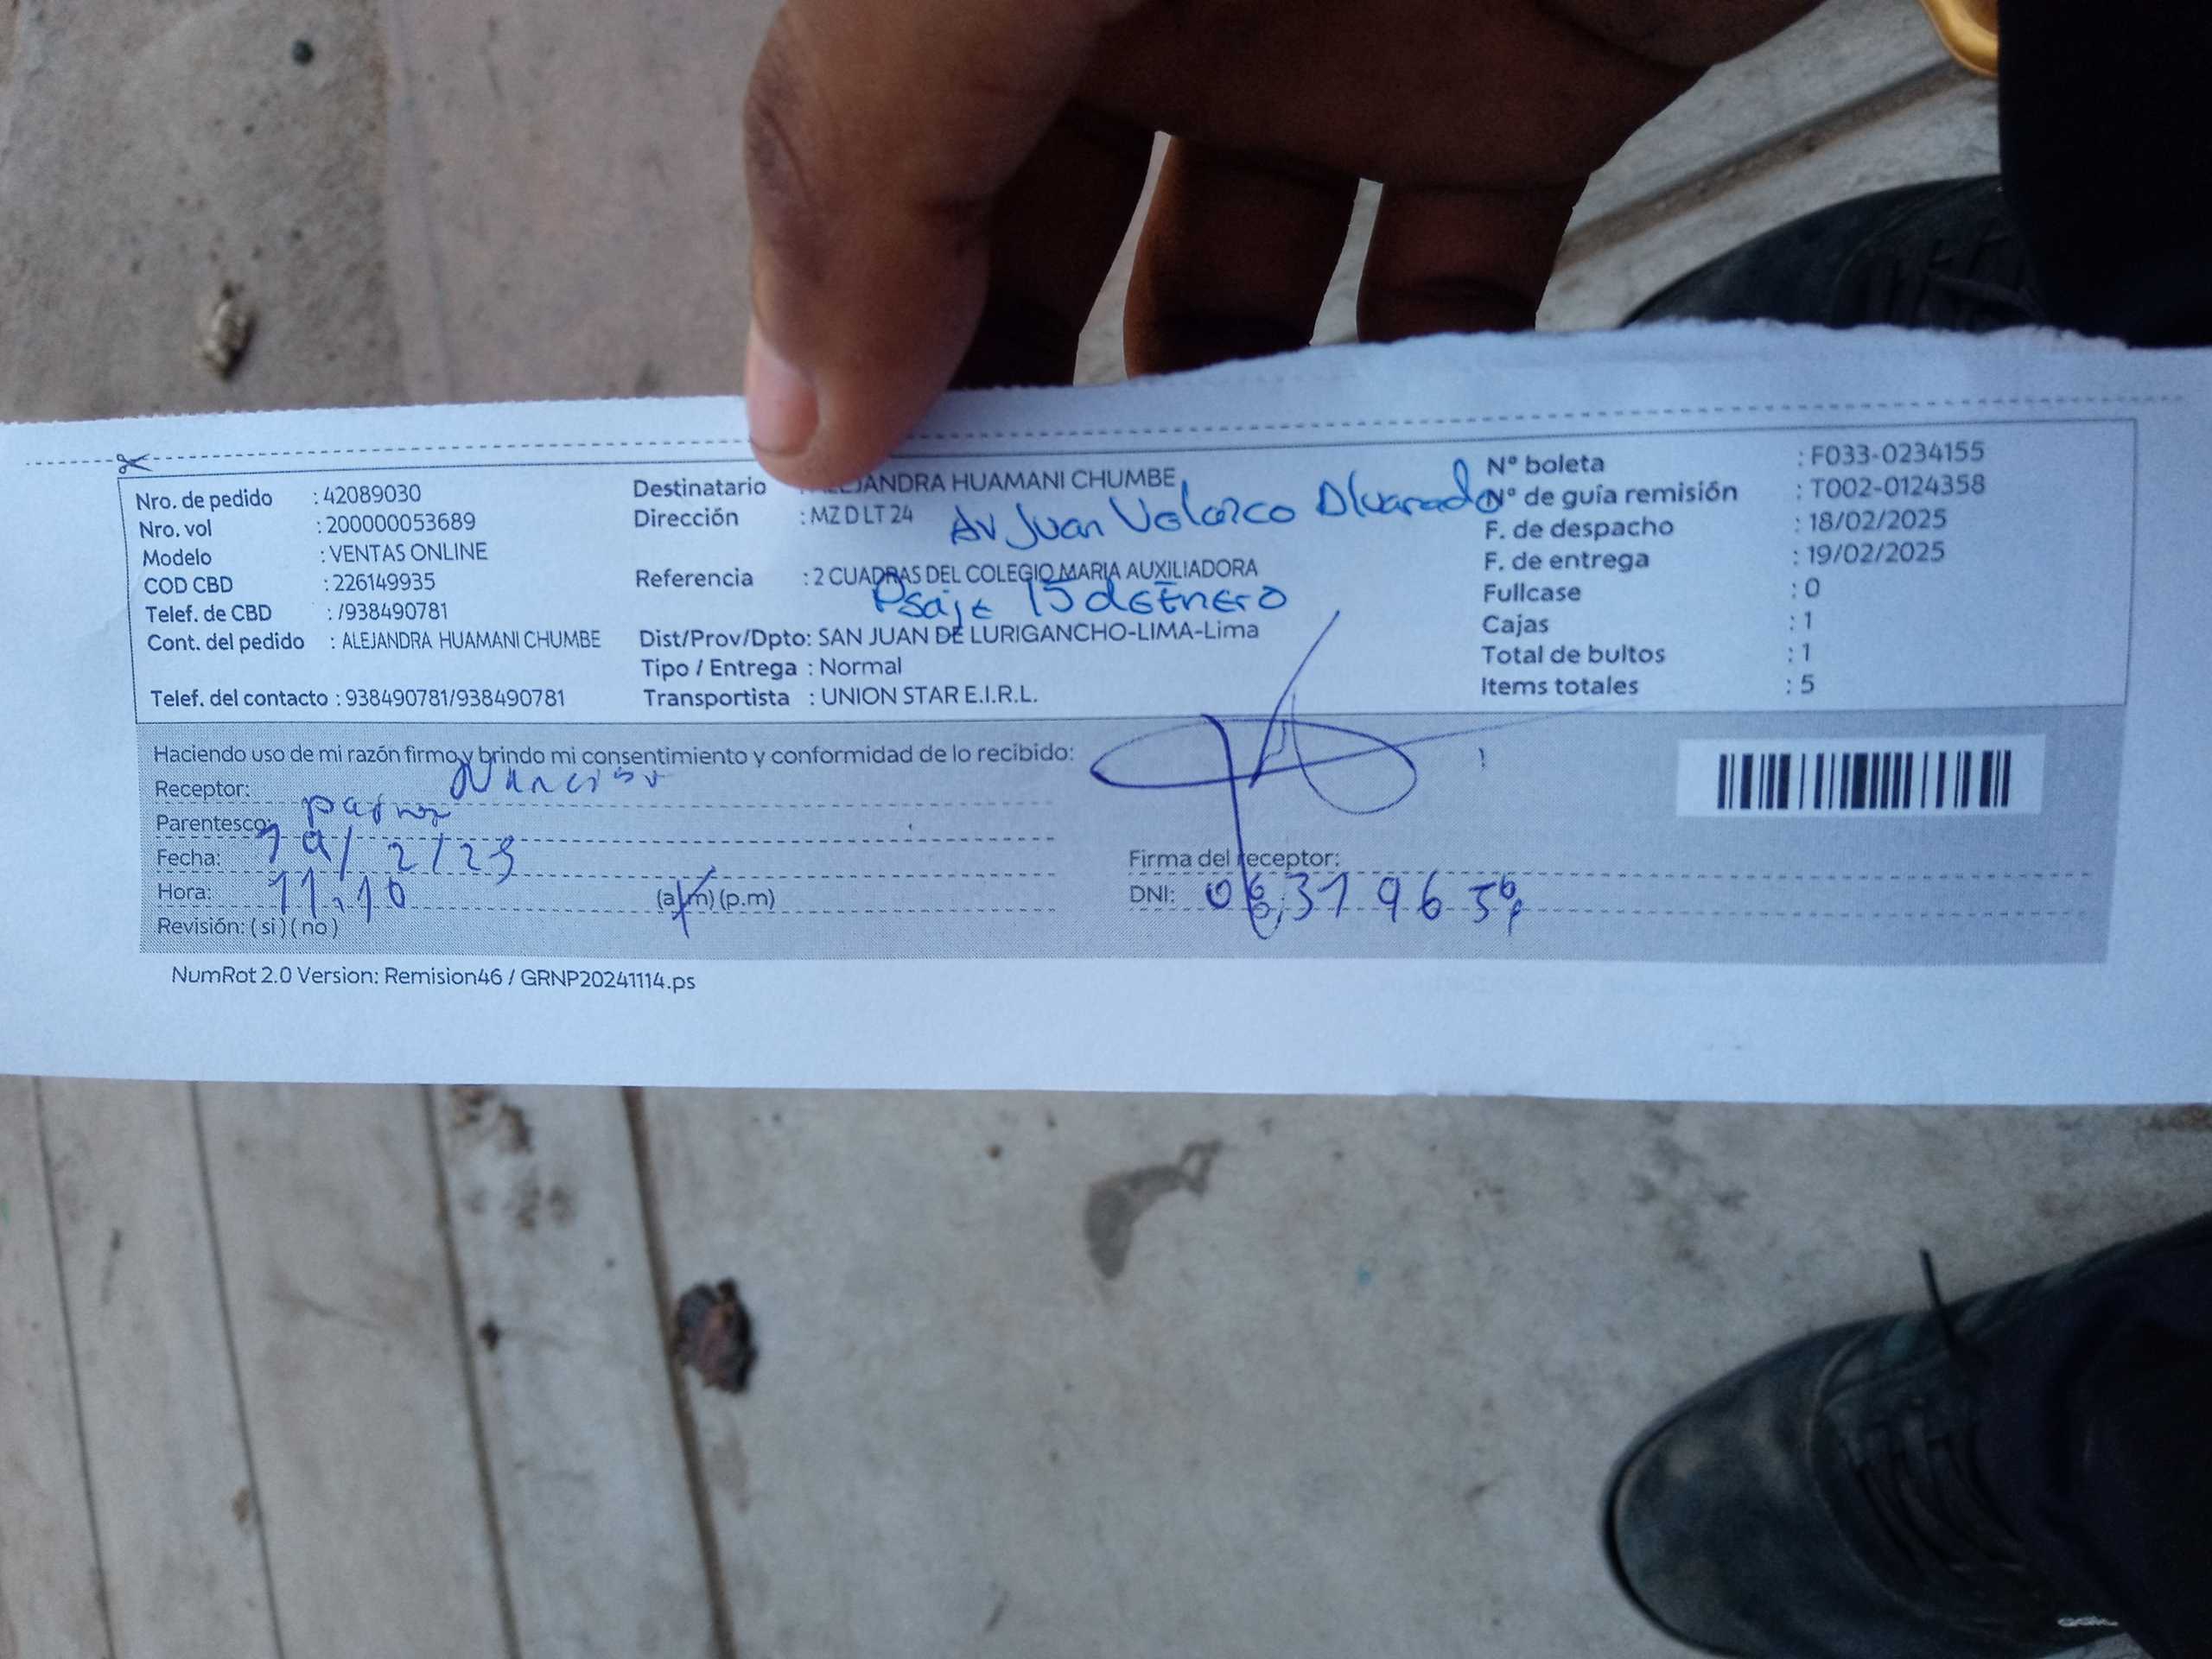 Nro. de pedido : 42089030
Nro. vol : 200000053689
Modelo : VENTAS ONLINE
COD CBD : 226149935
Telef. de CBD : /938490781
Cont. del pedido : ALEJANDRA HUAMANI CHUMBE
Telef. del contacto : 938490781/938490781
Destinatario HUAMANI CHUMBE
Dirección : MZ D LT 24
Av Juan Velazco Alvarado
Referencia : 2 CUADRAS DEL COLEGIO MARIA AUXILIADORA
Psaje 15 de Enero
Dist/Prov/Dpto: SAN JUAN DE LURIGANCHO-LIMA-Lima
Tipo / Entrega : Normal
Transportista : UNION STAR E.I.R.L.
Nº boleta : F033-0234155
Nº de guía remisión : T002-0124358
F. de despacho : 18/02/2025
F. de entrega : 19/02/2025
Fullcase : 0
Cajas : 1
Total de bultos : 1
Items totales : 5
Haciendo uso de mi razón firmo y brindo mi consentimiento y conformidad de lo recibido:
Receptor:
Parentesco:
Fecha: 19/2/25
Hora: 11.10 (a.m) (p.m)
Revisión: ( si ) ( no )
Firma del receptor:
DNI:
NumRot 2.0 Version: Remision46 / GRNP20241114.ps